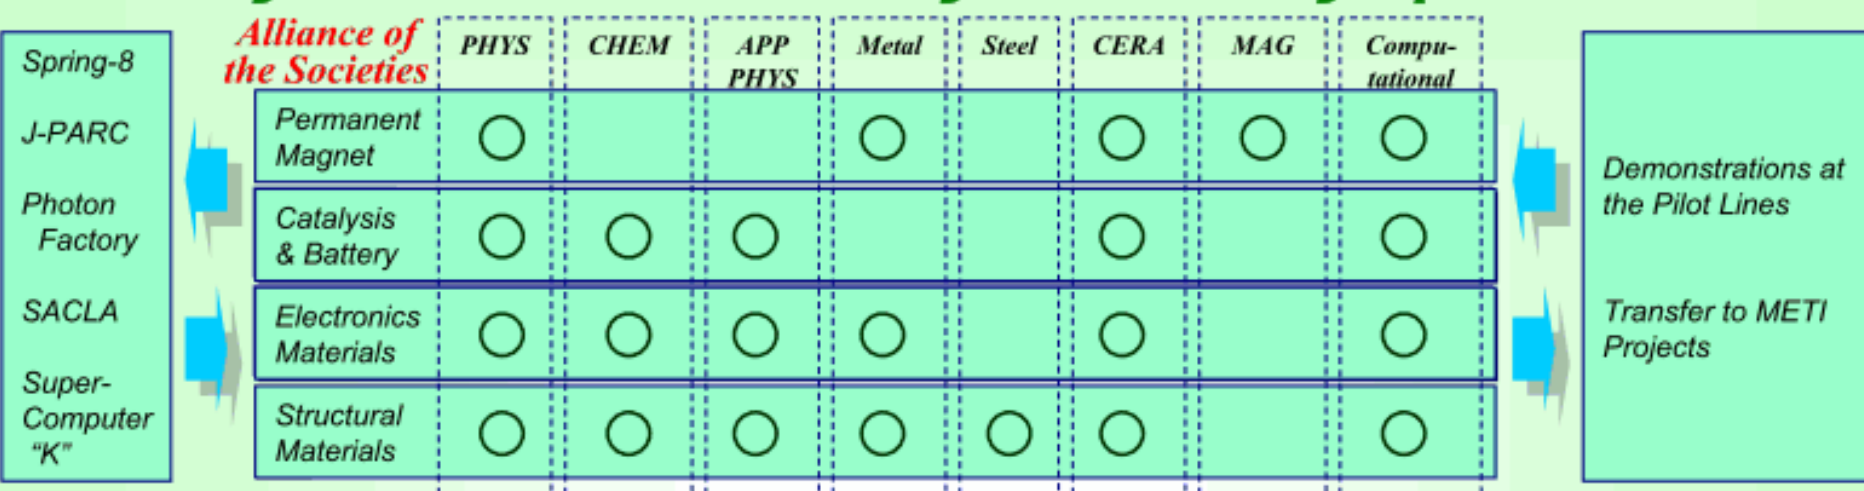 Spring-8
J-PARC
Photon
Factory
SACLA
Super-
Computer
“K”
Alliance of
the Societies
PHYS
CHEM
APP
PHYS
Metal
Steel
CERA
MAG
Compu-
tational
Permanent
Magnet
Catalysis
& Battery
Electronics
Materials
Structural
Materials
Demonstrations at
the Pilot Lines
Transfer to METI
Projects